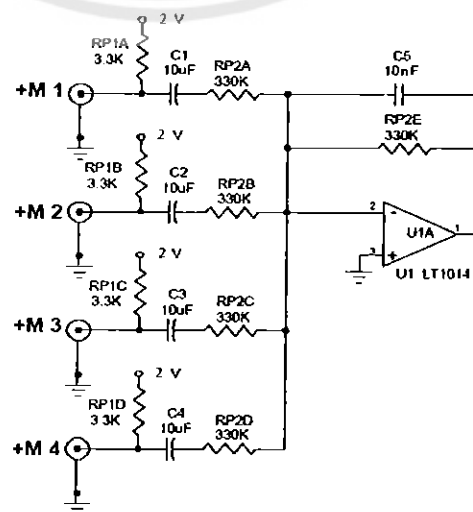 2 V
RP1A
3.3K
C1
10uF
RP2A
330K
+M 1
C5
10nF
RP2E
330K
2 V
RP1B
3.3K
C2
10uF
RP2B
330K
+M 2
2
-
U1A
1
3
+
U1 LT1014
2 V
RP1C
3.3K
C3
10uF
RP2C
330K
+M 3
2 V
RP1D
3.3K
C4
10uF
RP2D
330K
+M 4